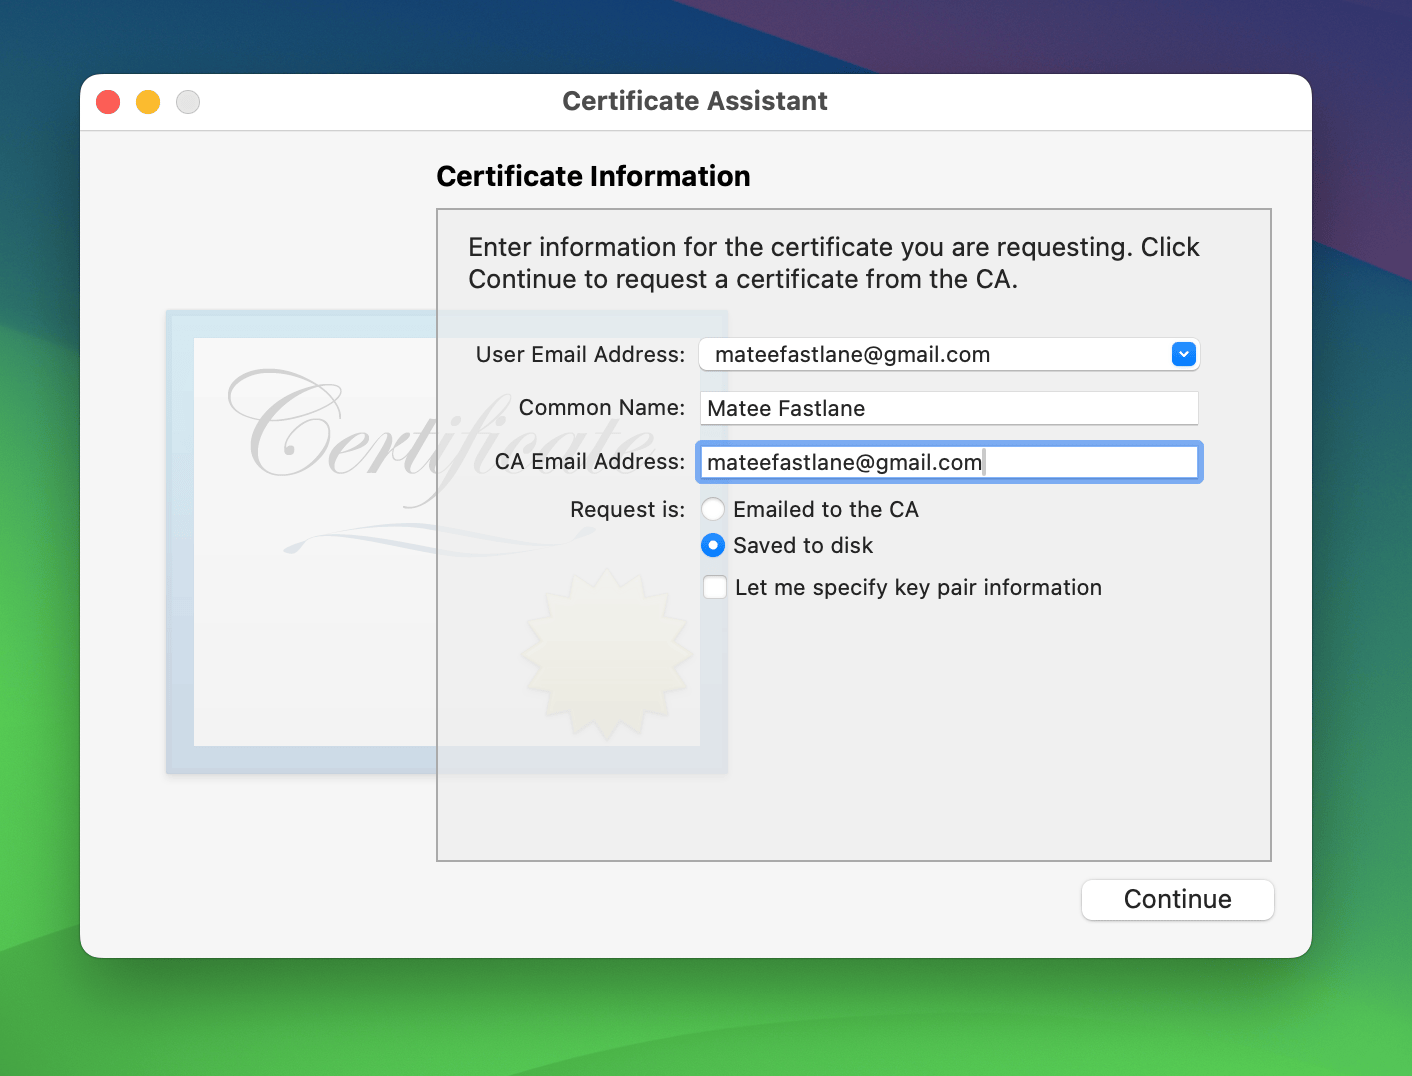 Certificate Assistant
Certificate Information
Enter information for the certificate you are requesting. Click
Continue to request a certificate from the CA.
Certificate
User Email Address: mateefastlane@gmail.com
Common Name: Matee Fastlane
CA Email Address: mateefastlane@gmail.com
Request is: Emailed to the CA
Saved to disk
Let me specify key pair information
Continue